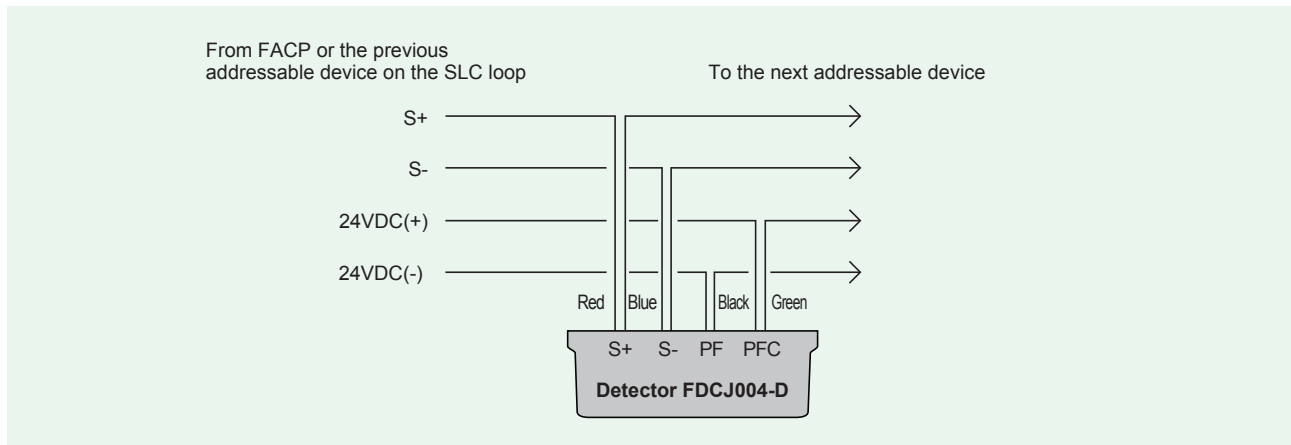 From FACP or the previous
addressable device on the SLC loop
To the next addressable device
S+
S-
24VDC(+)
24VDC(-)
Red Blue Black Green
S+ S- PF PFC
Detector FDCJ004-D